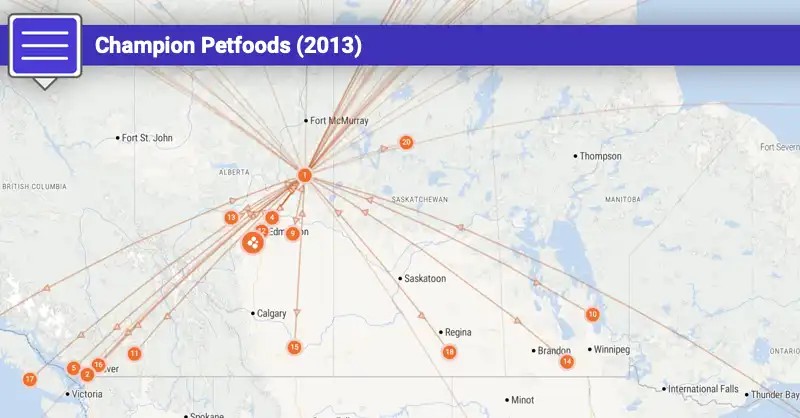 Champion Petfoods (2013)
Fort McMurray
Fort St. John
20
Thompson
Fort Severn
ALBERTA
1
BRITISH COLUMBIA
SASKATCHEWAN
MANITOBA
13
4
12
Edmonton
9
Saskatoon
Calgary
10
Regina
15
18
Brandon
Winnipeg
ONTARIO
11
14
16
5
2
ver
17
Victoria
International Falls
Thunder Bay
Minot
Spokane